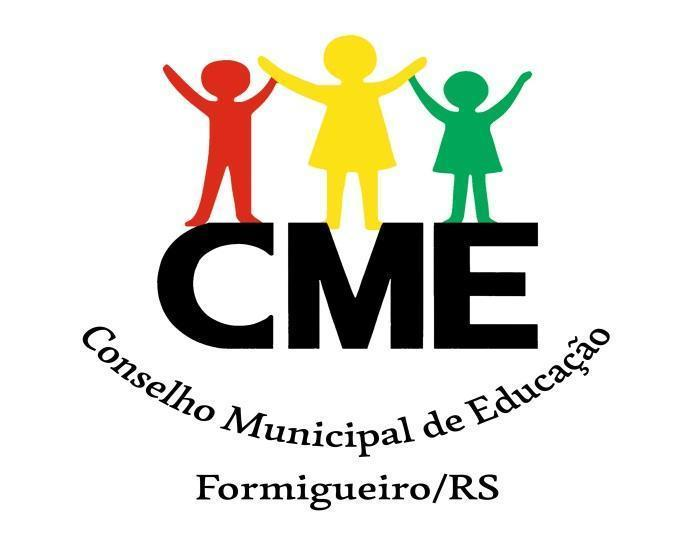 CME
Conselho Municipal de Educação
Formigueiro/RS